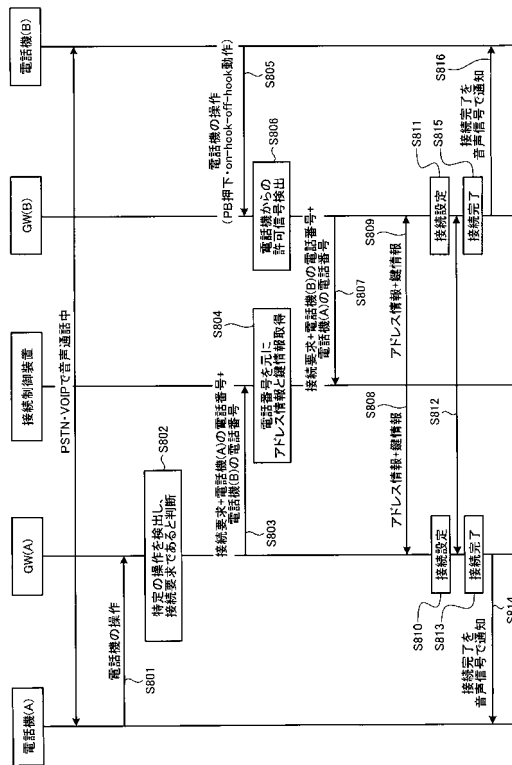 電話機(A)
GW(A)
接続制御装置
GW(B)
電話機(B)
PSTN・VOIPで音声通話中
電話機の操作
S801
特定の操作を検出し、
接続要求であると判断
S802
接続要求+電話機(A)の電話番号+
電話機(B)の電話番号
S803
電話番号を元に
アドレス情報と鍵情報取得
S804
電話機の操作
(PB押下・on-hook-off-hook動作)
S805
電話機からの
許可信号検出
S806
接続要求+電話機(B)の電話番号+
電話機(A)の電話番号
S807
アドレス情報+鍵情報
S808
アドレス情報+鍵情報
S809
接続設定
S810
接続設定
S811
S812
接続完了
S813
接続完了を
音声信号で通知
S814
接続完了
S815
接続完了を
音声信号で通知
S816